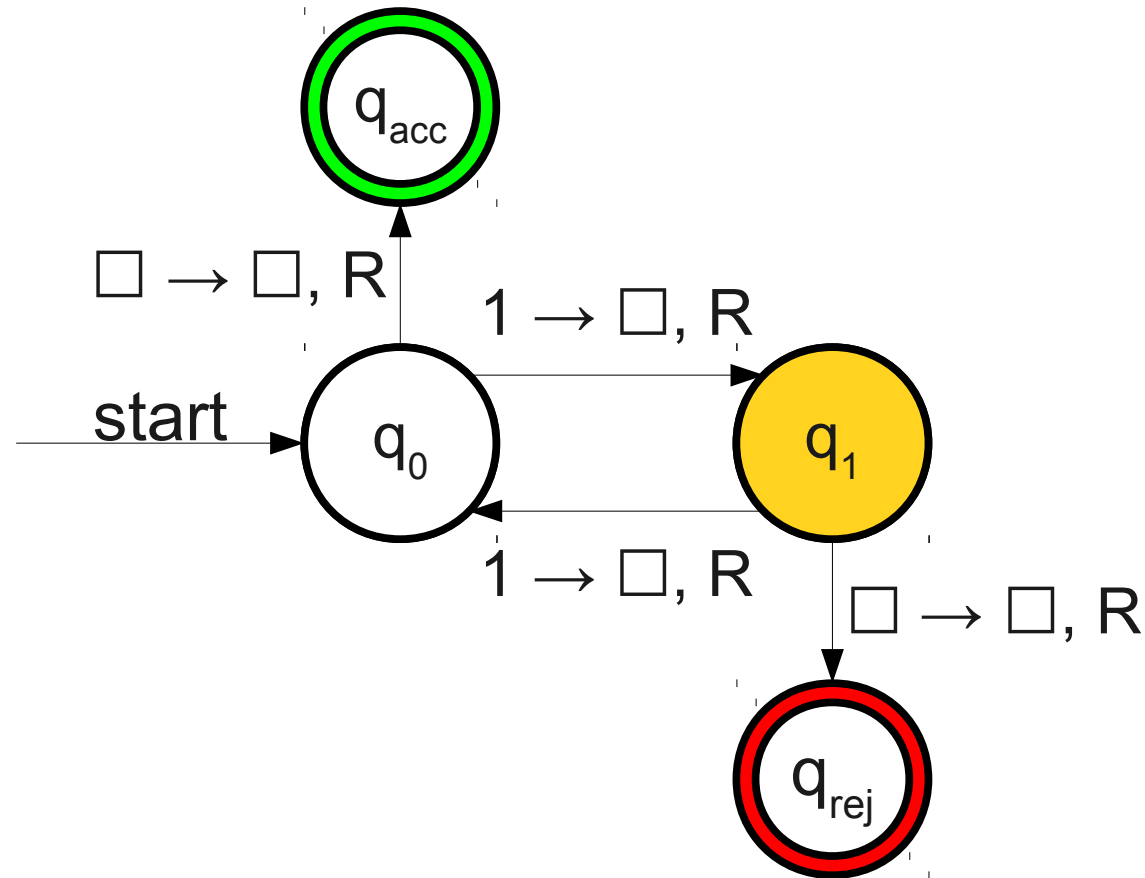 q_acc
□ → □, R
1 → □, R
start
q_0
q_1
1 → □, R
□ → □, R
q_rej